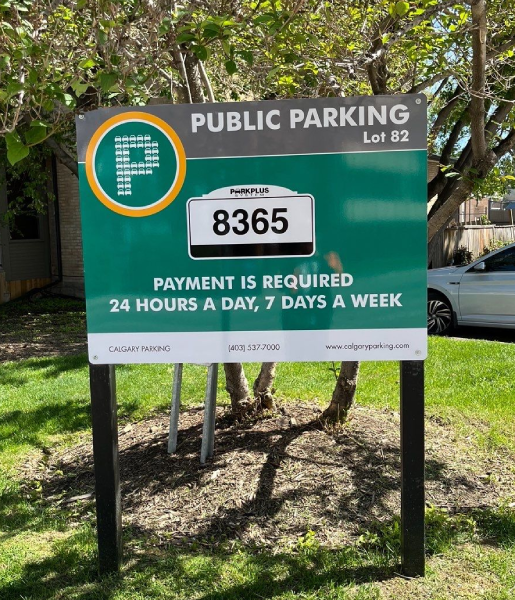 PUBLIC PARKING
Lot 82
P
PARKPLUS
SYSTEM
8365
PAYMENT IS REQUIRED
24 HOURS A DAY, 7 DAYS A WEEK
CALGARY PARKING (403) 537-7000 www.calgaryparking.com